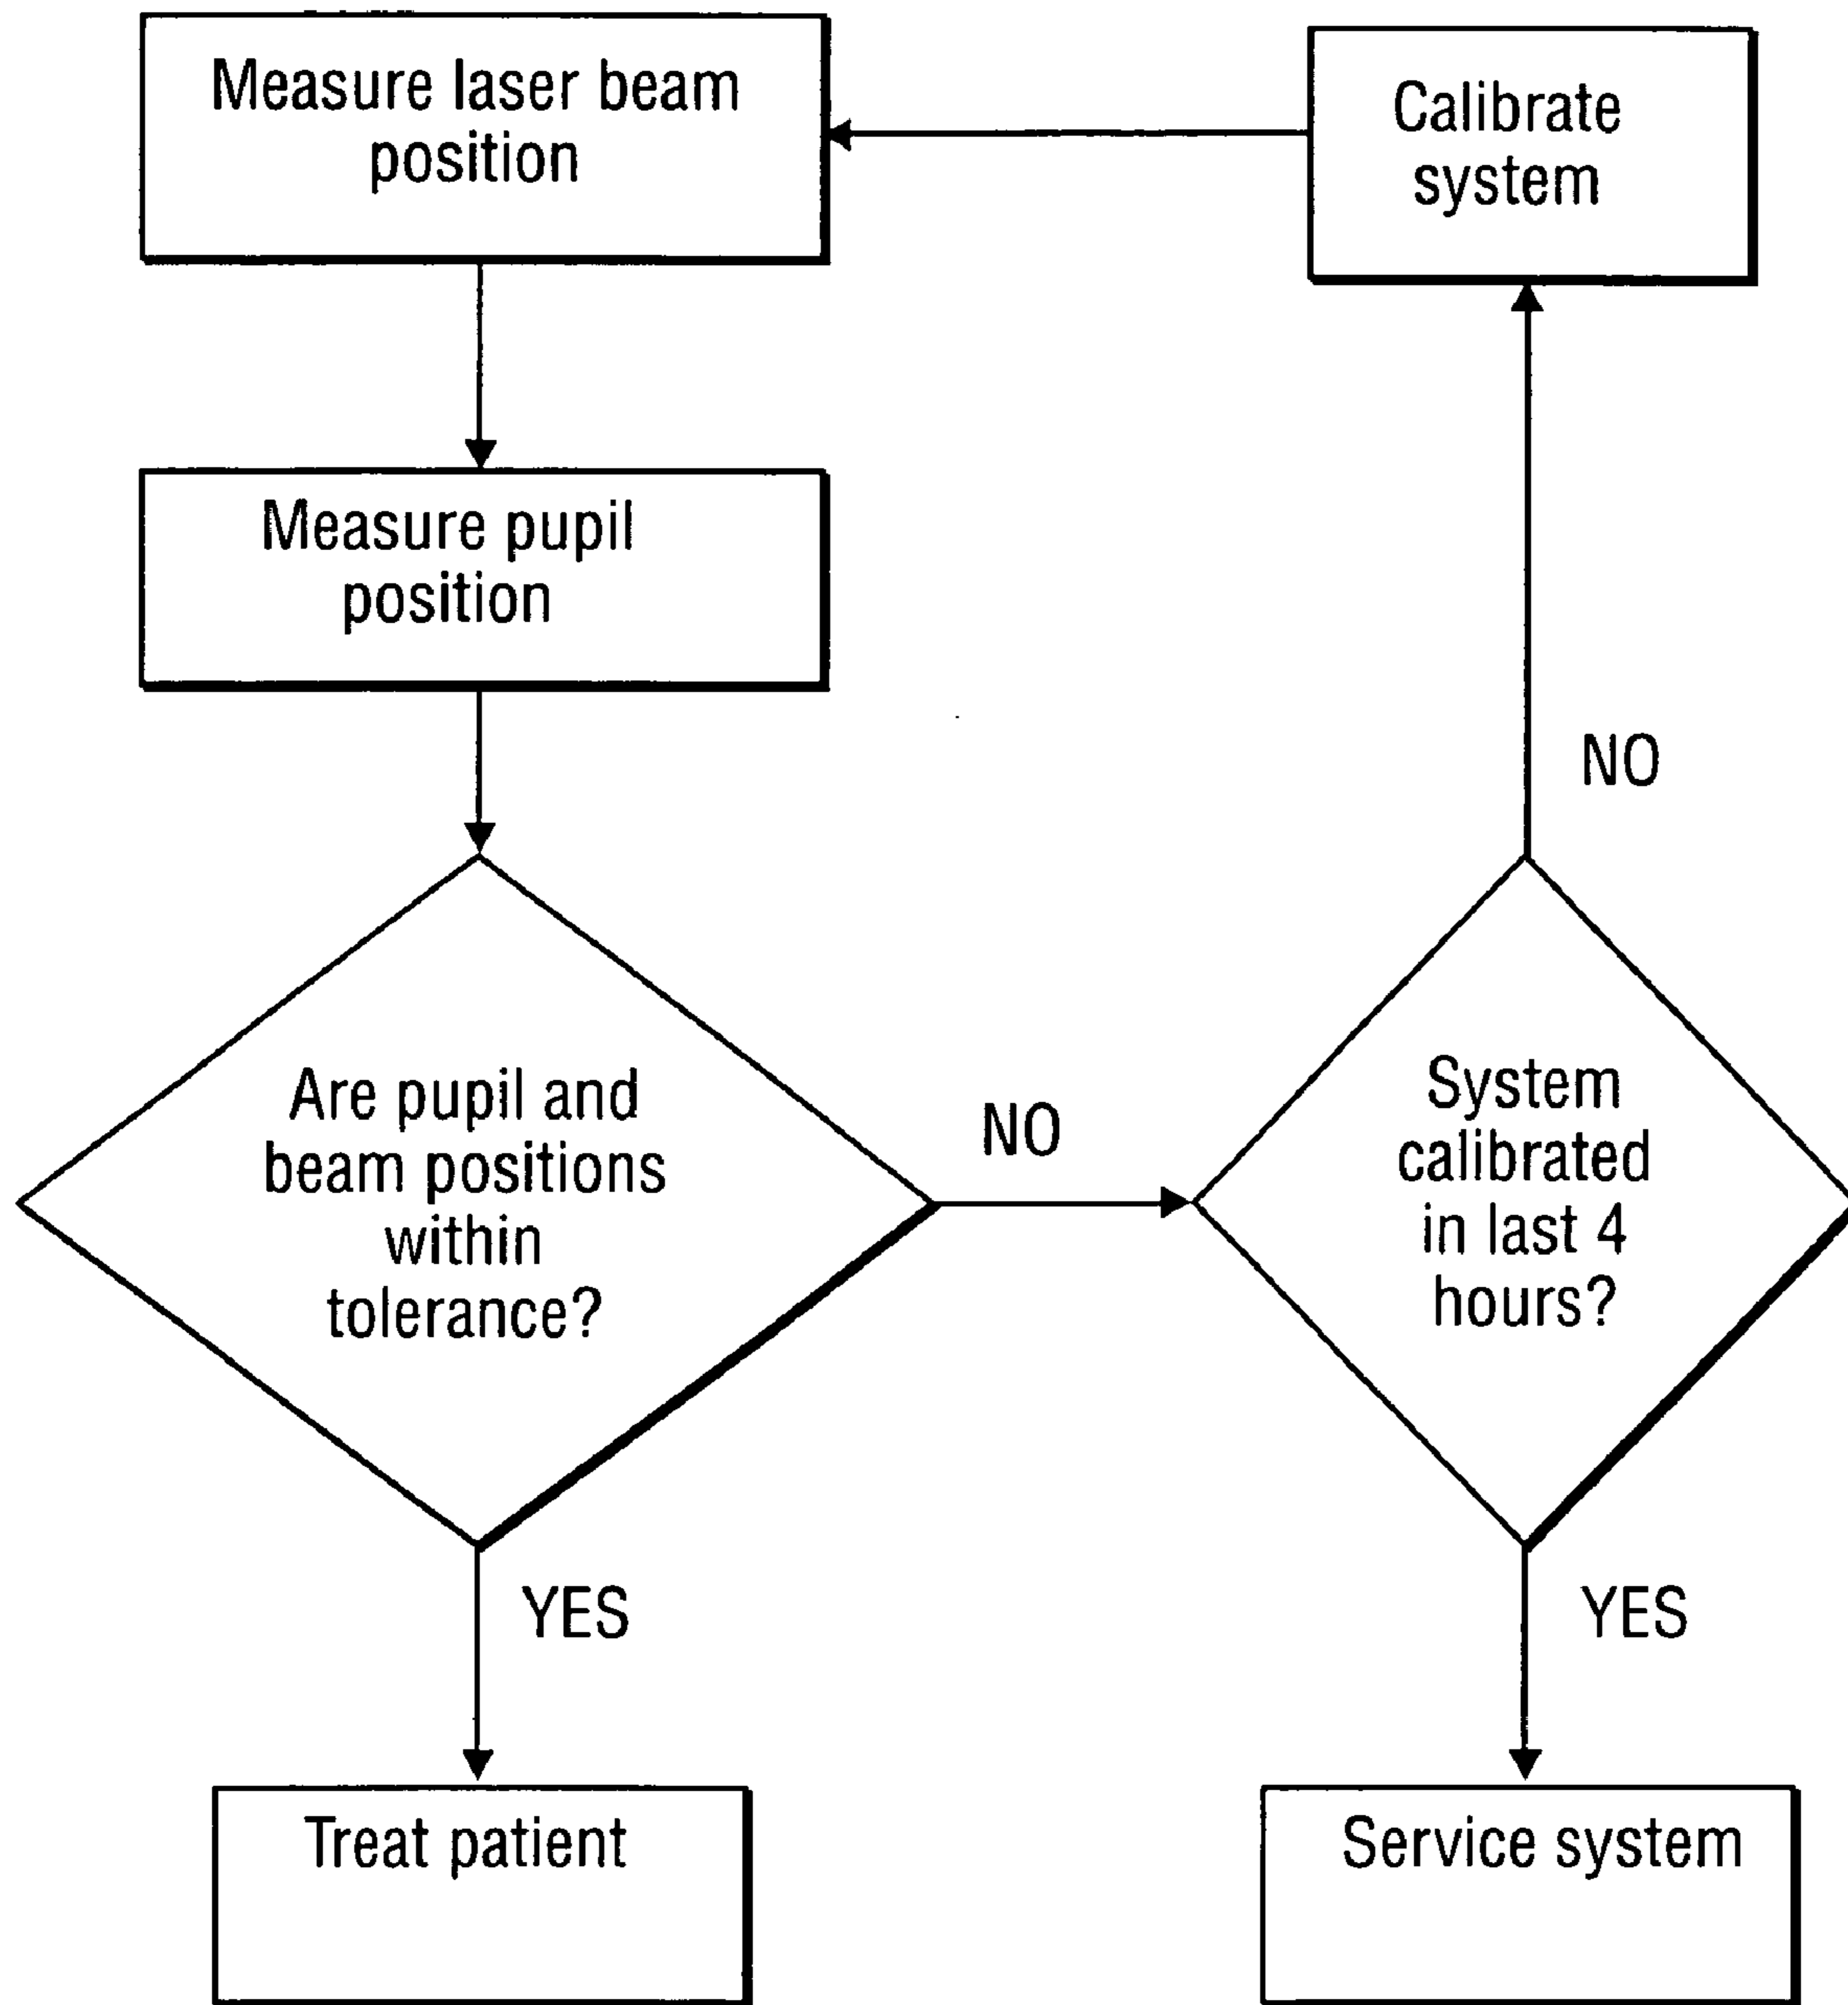 Measure laser beam
position
Calibrate
system
Measure pupil
position
NO
Are pupil and
beam positions
within
tolerance?
NO
System
calibrated
in last 4
hours?
YES
YES
Treat patient
Service system